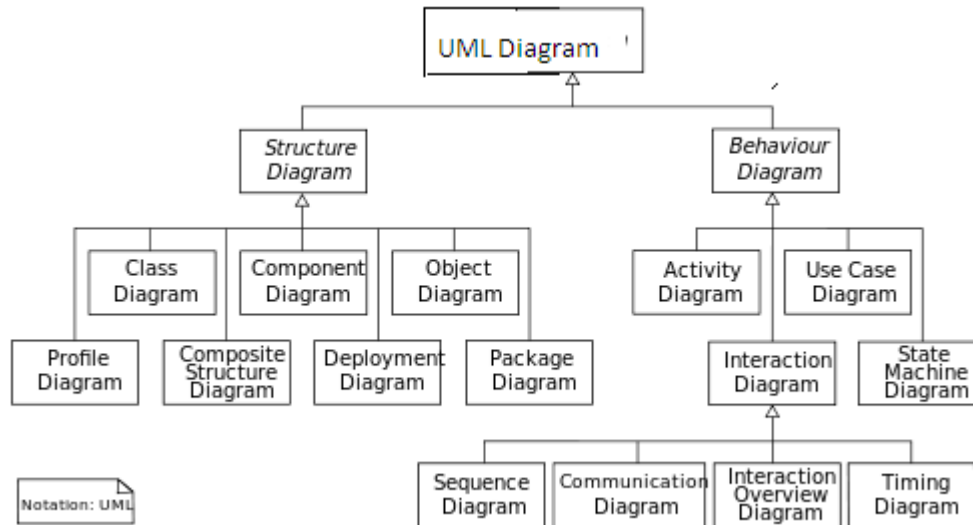 UML Diagram
Structure
Diagram
Behaviour
Diagram
Class
Diagram
Component
Diagram
Object
Diagram
Activity
Diagram
Use Case
Diagram
Profile
Diagram
Composite
Structure
Diagram
Deployment
Diagram
Package
Diagram
Interaction
Diagram
State
Machine
Diagram
Sequence
Diagram
Communication
Diagram
Interaction
Overview
Diagram
Timing
Diagram
Notation: UML